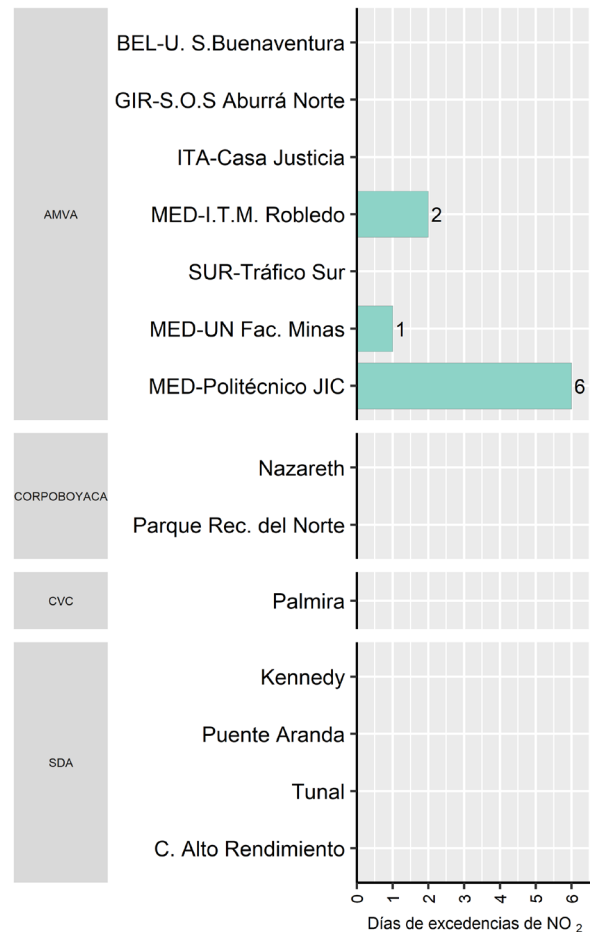 AMVA
BEL-U. S.Buenaventura
GIR-S.O.S Aburrá Norte
ITA-Casa Justicia
MED-I.T.M. Robledo
2
SUR-Tráfico Sur
MED-UN Fac. Minas
1
MED-Politécnico JIC
6
CORPOBOYACA
Nazareth
Parque Rec. del Norte
CVC
Palmira
SDA
Kennedy
Puente Aranda
Tunal
C. Alto Rendimiento
0 1 2 3 4 5 6
Días de excedencias de NO 2